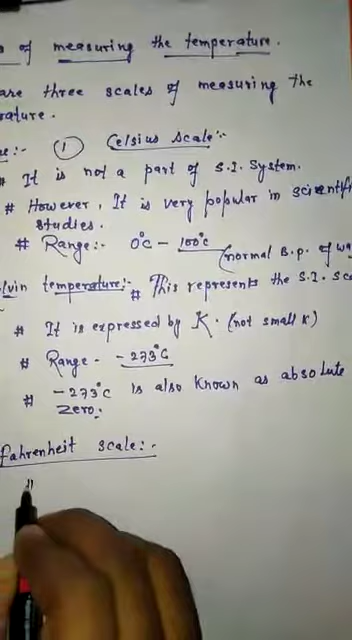 of measuring the temperature.
are three scales of measuring the
rature.
① Celsius scale:-
# It is not a part of S.I. System.
# However, It is very popular in scientifi
studies.
# Range:- 0°C - 100°C
(normal B.p. of wa
lvin temperature:- # This represents the S.I. sca
# It is expressed by K. (not small k)
# Range - -273°C
# -273°C is also known as absolute
zero.
fahrenheit scale:-